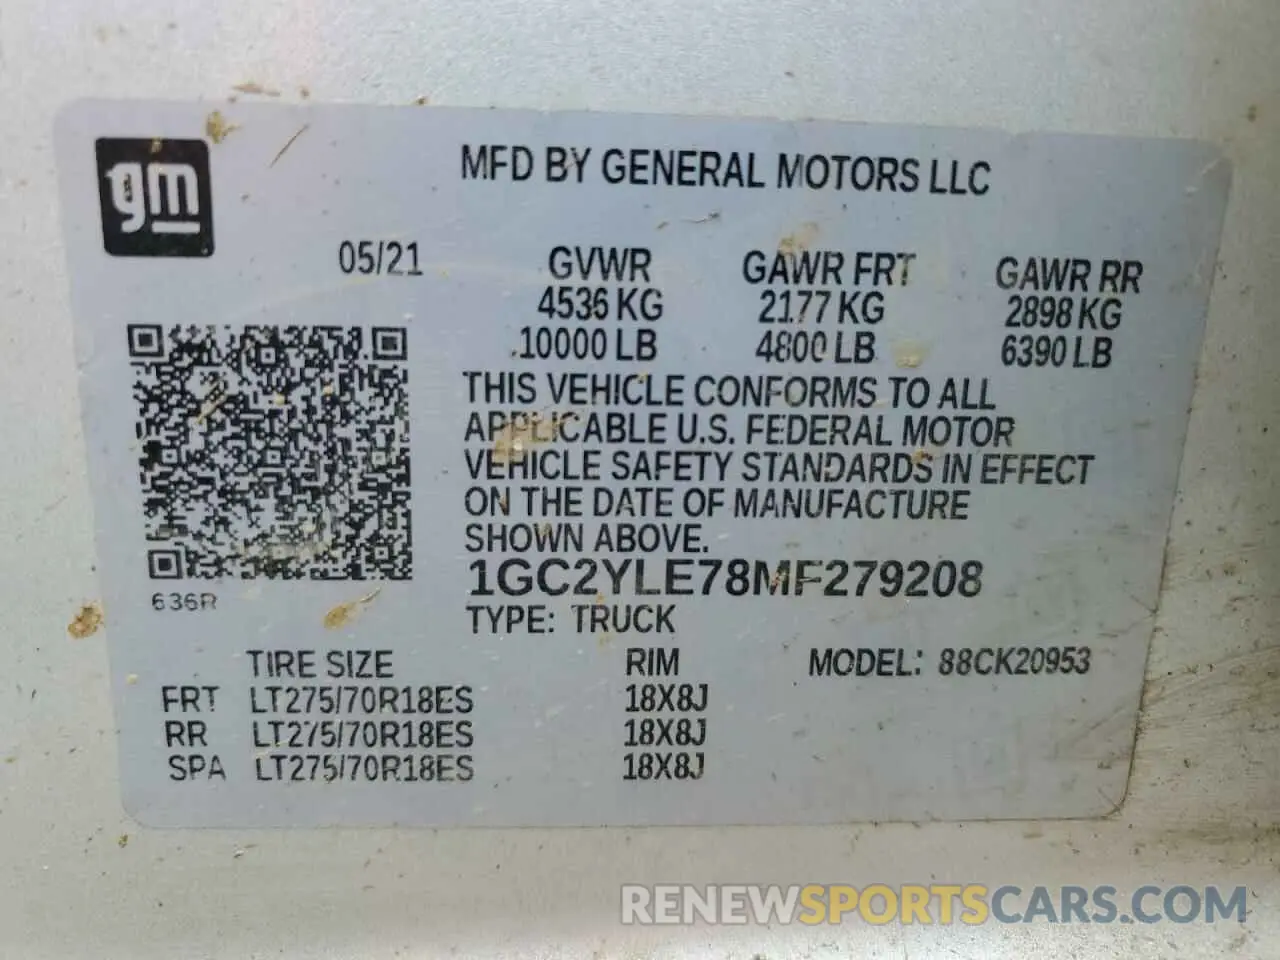 gm
MFD BY GENERAL MOTORS LLC
05/21 GVWR GAWR FRT GAWR RR
4536 KG 2177 KG 2898 KG
10000 LB 4800 LB 6390 LB
THIS VEHICLE CONFORMS TO ALL
APPLICABLE U.S. FEDERAL MOTOR
VEHICLE SAFETY STANDARDS IN EFFECT
ON THE DATE OF MANUFACTURE
SHOWN ABOVE.
1GC2YLE78MF279208
636R
TYPE: TRUCK
TIRE SIZE RIM MODEL: 88CK20953
FRT LT275/70R18ES 18X8J
RR LT275/70R18ES 18X8J
SPA LT275/70R18ES 18X8J
RENEWSPORTSCARS.COM